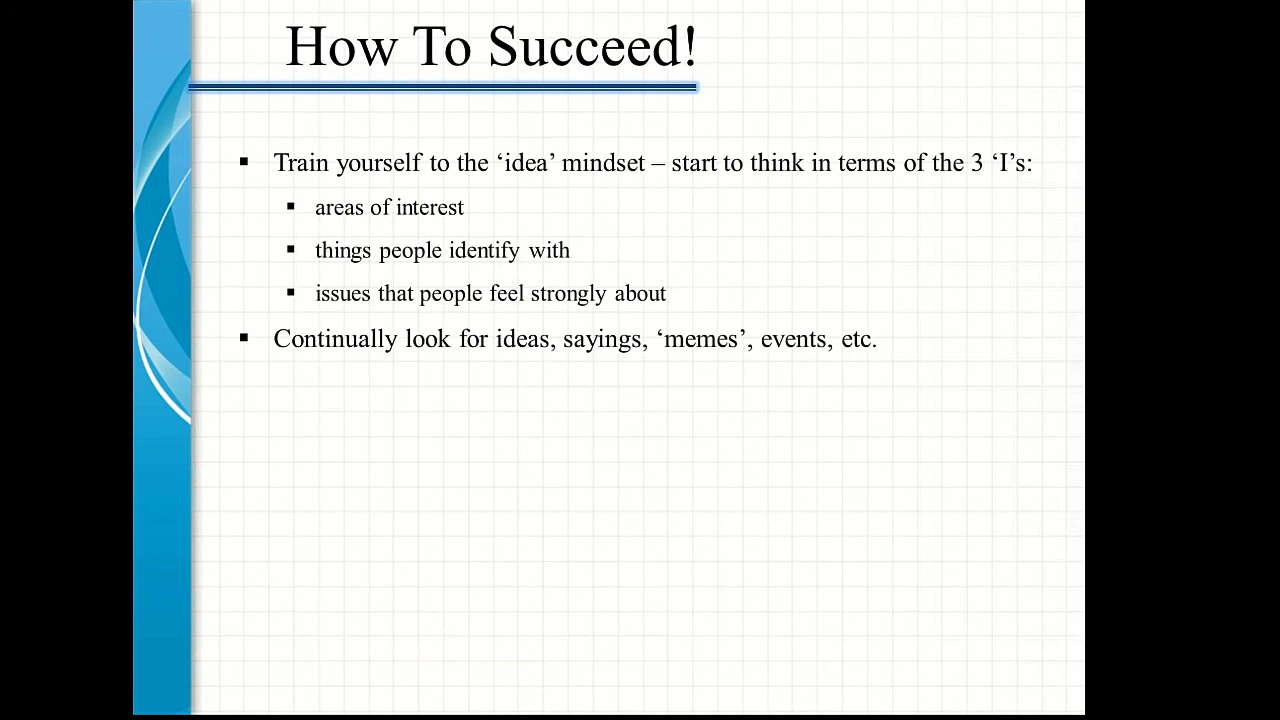 How To Succeed!
▪ Train yourself to the ‘idea’ mindset – start to think in terms of the 3 ‘I’s:
▪ areas of interest
▪ things people identify with
▪ issues that people feel strongly about
▪ Continually look for ideas, sayings, ‘memes’, events, etc.